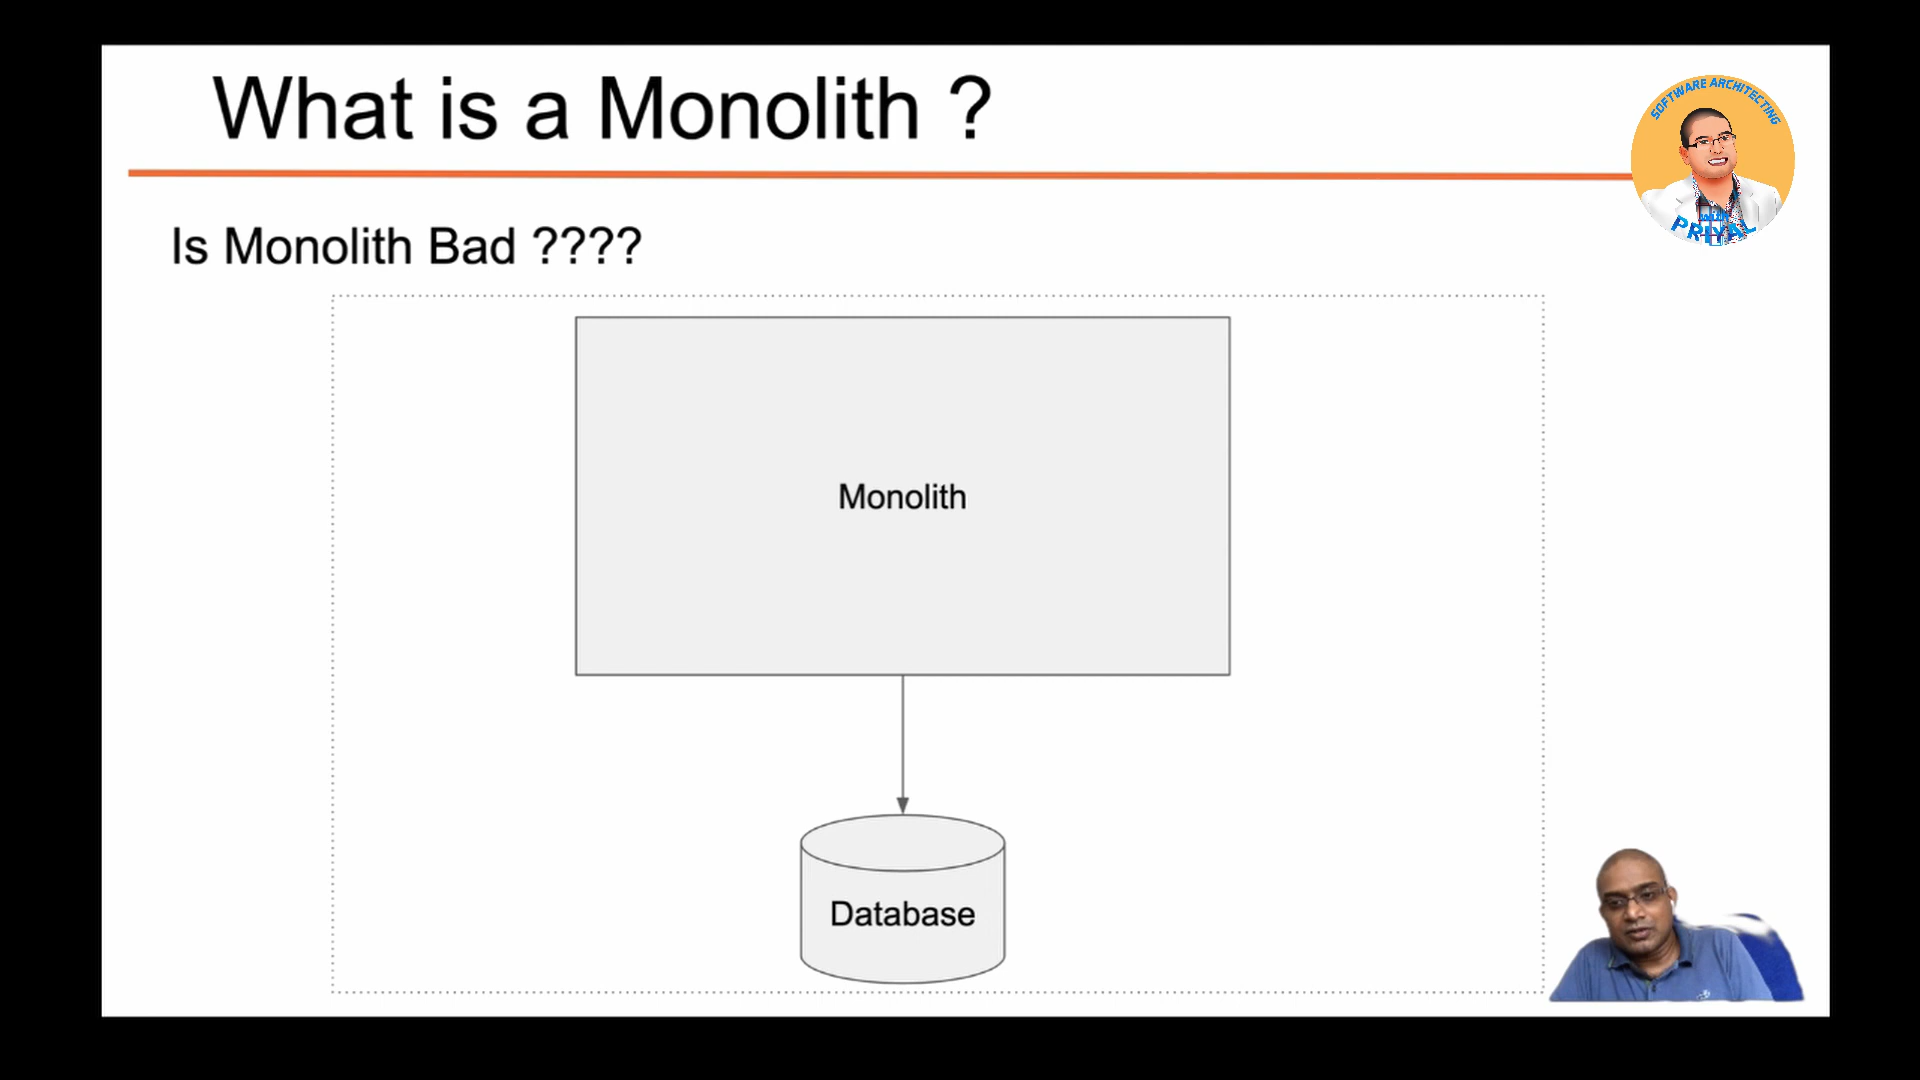 What is a Monolith ?
SOFTWARE ARCHITECTING
PRIYAL
Is Monolith Bad ????
Monolith
Database